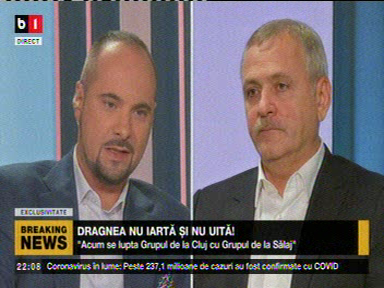 B1
DIRECT
EXCLUSIVITATE
BREAKING NEWS
DRAGNEA NU IARTĂ ȘI NU UITĂ!
"Acum se lupta Grupul de la Cluj cu Grupul de la Sălaj"
22:08 Coronavirus în lume: Peste 237,1 milioane de cazuri au fost confirmate cu COVID